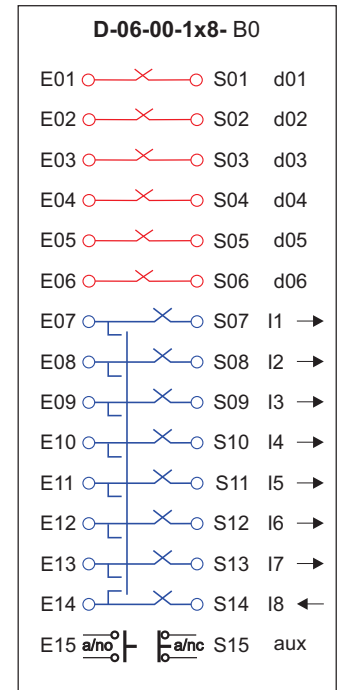 D-06-00-1x8- B0
E01 S01 d01
E02 S02 d02
E03 S03 d03
E04 S04 d04
E05 S05 d05
E06 S06 d06
E07 S07 I1
E08 S08 I2
E09 S09 I3
E10 S10 I4
E11 S11 I5
E12 S12 I6
E13 S13 I7
E14 S14 I8
E15 a/no a/nc S15 aux